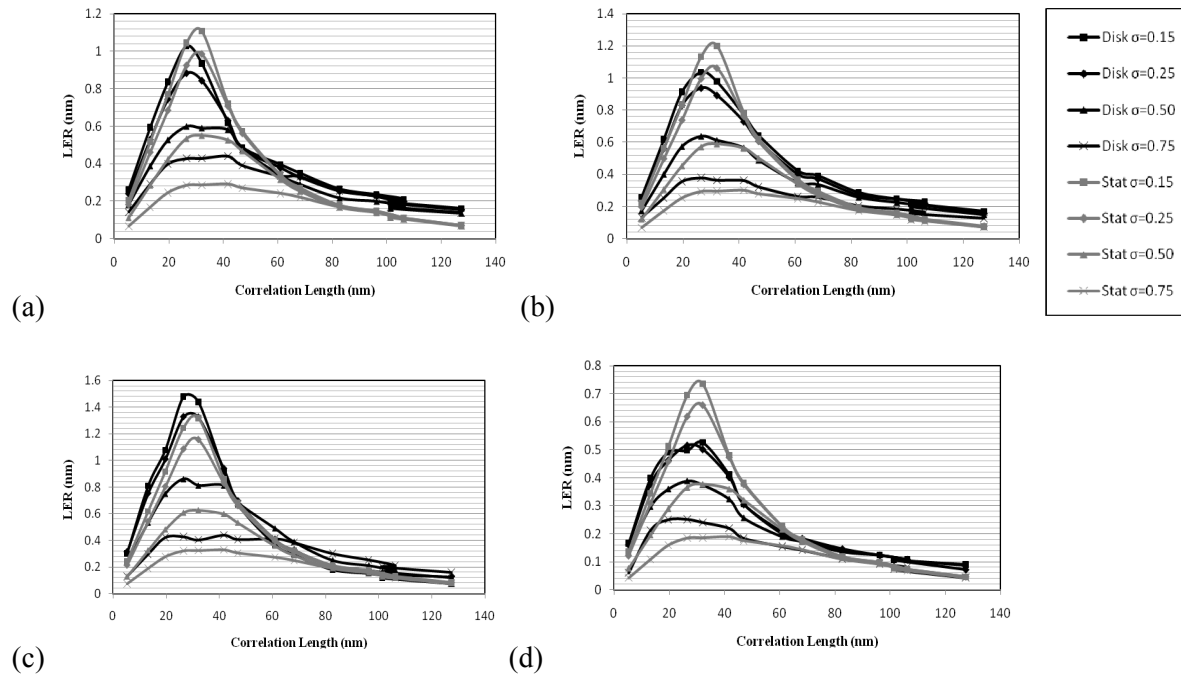 1.2
1
0.8
0.6
0.4
0.2
0
LER (nm)
0 20 40 60 80 100 120 140
Correlation Length (nm)
(a)
1.4
1.2
1
0.8
0.6
0.4
0.2
0
LER (nm)
0 20 40 60 80 100 120 140
Correlation Length (nm)
(b)
Disk σ=0.15
Disk σ=0.25
Disk σ=0.50
Disk σ=0.75
Stat σ=0.15
Stat σ=0.25
Stat σ=0.50
Stat σ=0.75
1.6
1.4
1.2
1
0.8
0.6
0.4
0.2
0
LER (nm)
0 20 40 60 80 100 120 140
Correlation Length (nm)
(c)
0.8
0.7
0.6
0.5
0.4
0.3
0.2
0.1
0
LER (nm)
0 20 40 60 80 100 120 140
Correlation Length (nm)
(d)